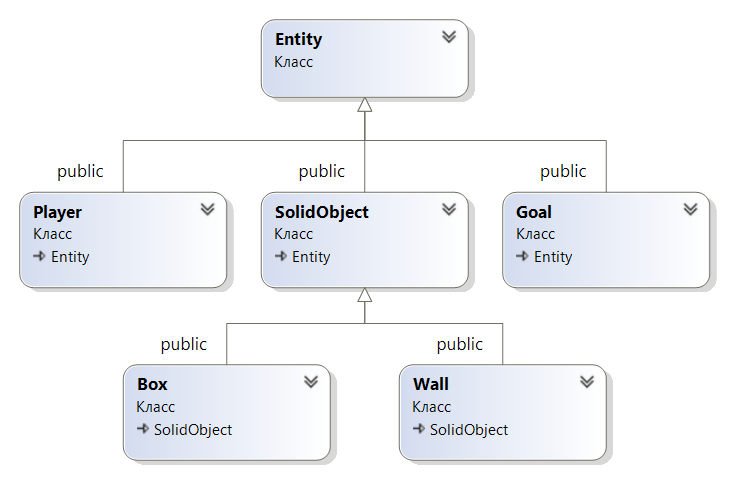 Entity
Класс
public
public
public
Player
Класс
Entity
SolidObject
Класс
Entity
Goal
Класс
Entity
public
public
Box
Класс
SolidObject
Wall
Класс
SolidObject